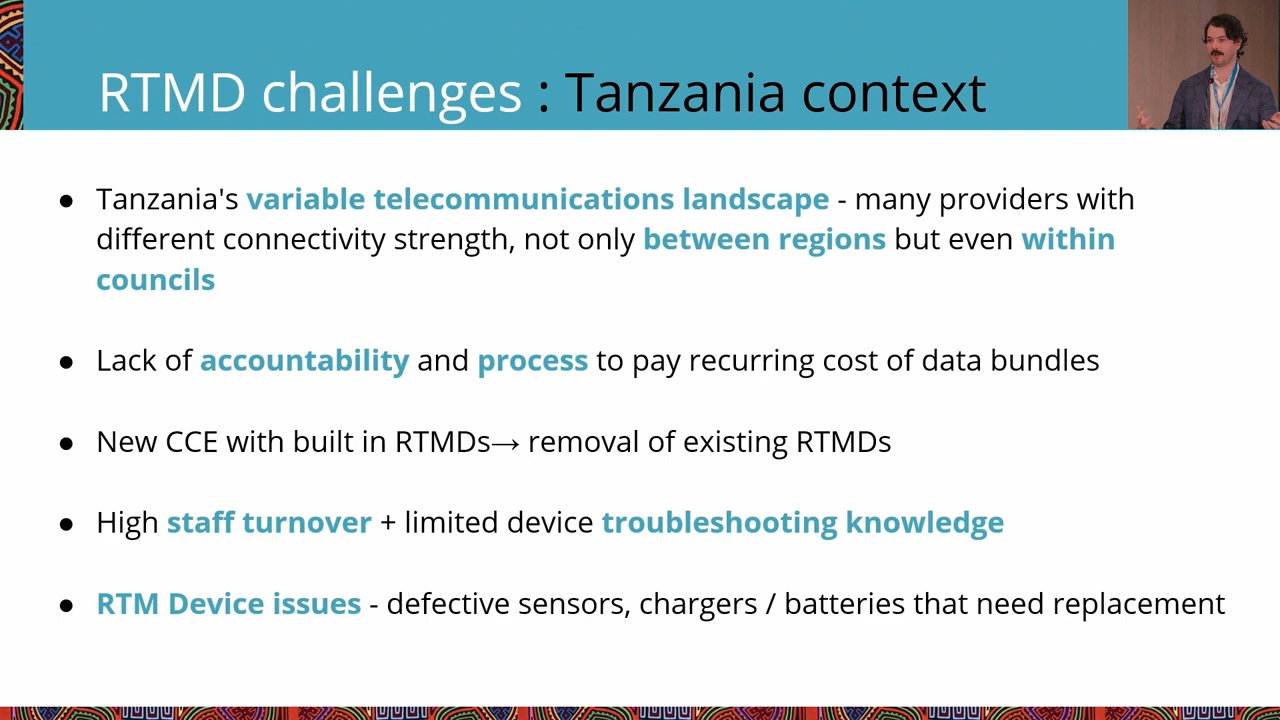 RTMD challenges : Tanzania context
● Tanzania's variable telecommunications landscape - many providers with
different connectivity strength, not only between regions but even within
councils
● Lack of accountability and process to pay recurring cost of data bundles
● New CCE with built in RTMDs→ removal of existing RTMDs
● High staff turnover + limited device troubleshooting knowledge
● RTM Device issues - defective sensors, chargers / batteries that need replacement